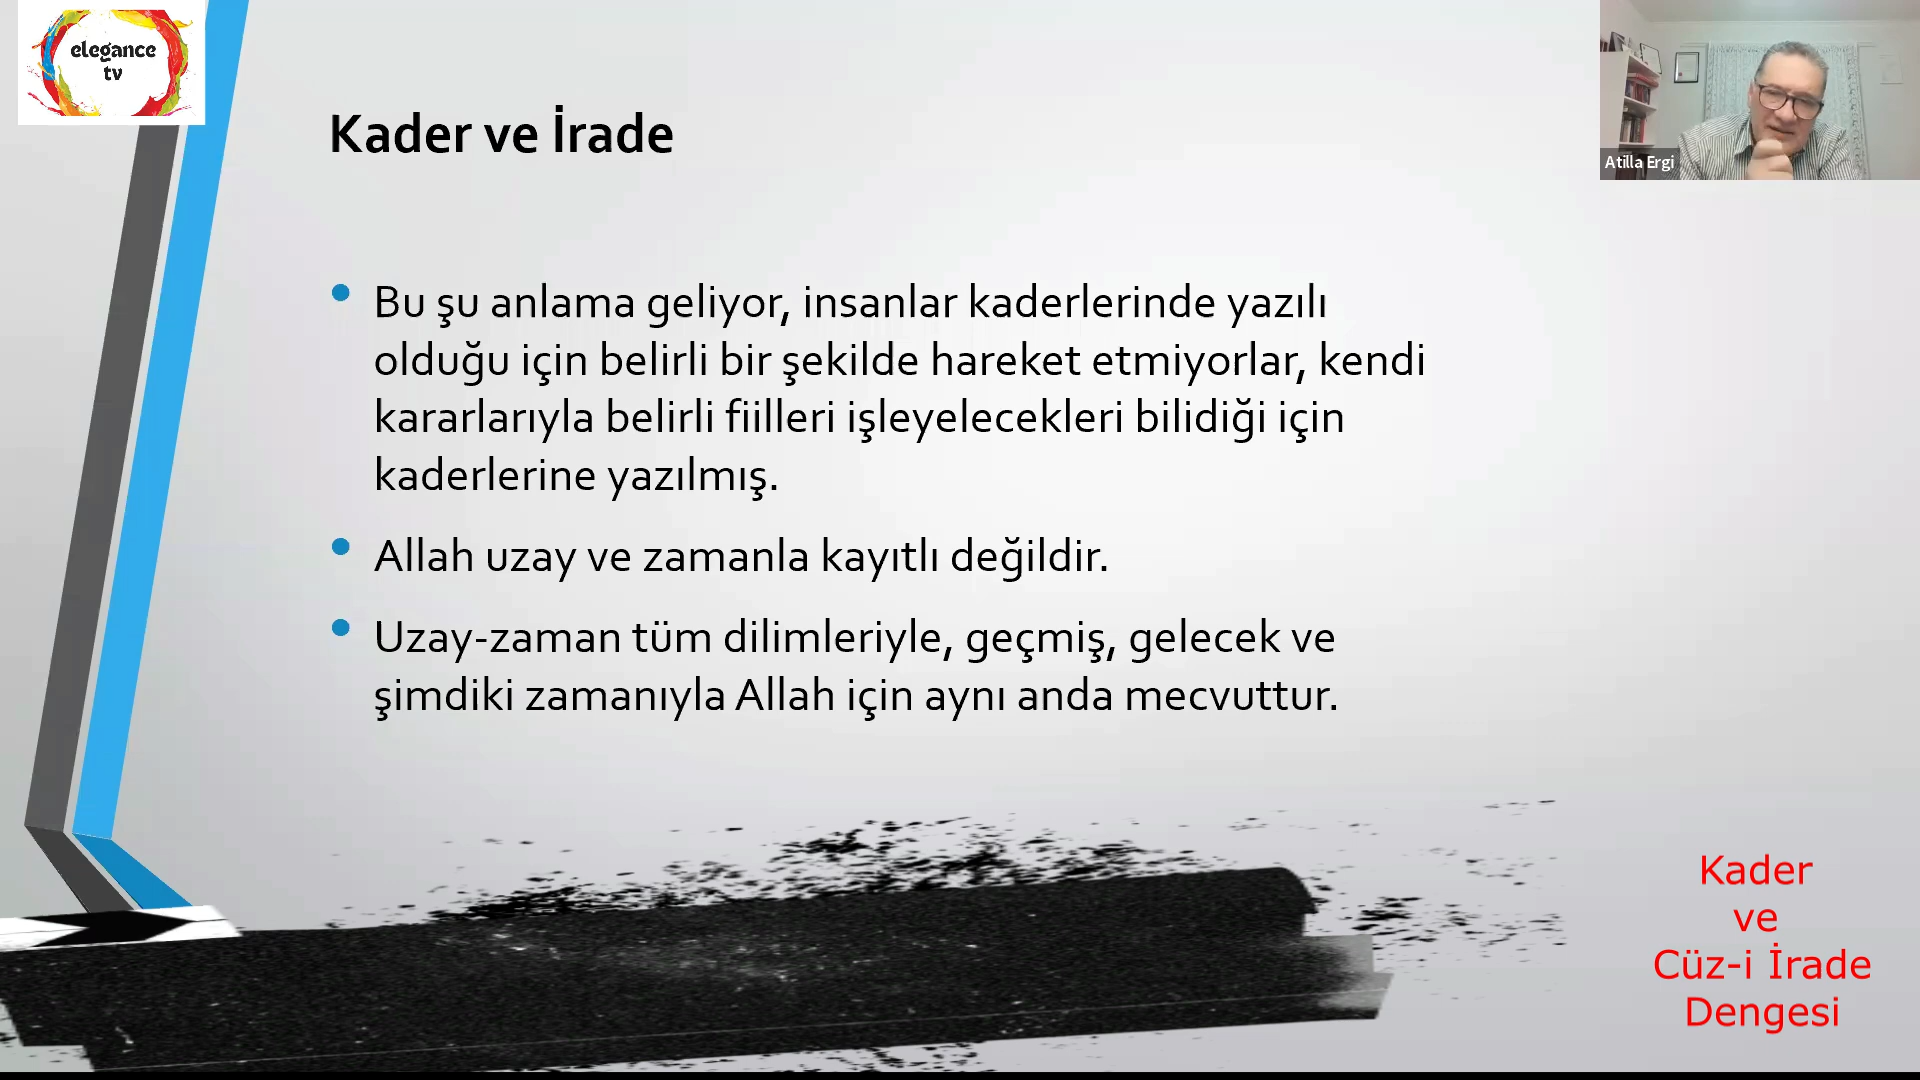 elegance
tv
Atilla Ergi
Kader ve İrade
Bu şu anlama geliyor, insanlar kaderlerinde yazılı
olduğu için belirli bir şekilde hareket etmiyorlar, kendi
kararlarıyla belirli fiilleri işleyelecekleri bilidiği için
kaderlerine yazılmış.
Allah uzay ve zamanla kayıtlı değildir.
Uzay-zaman tüm dilimleriyle, geçmiş, gelecek ve
şimdiki zamanıyla Allah için aynı anda mecvuttur.
Kader
ve
Cüz-i İrade
Dengesi